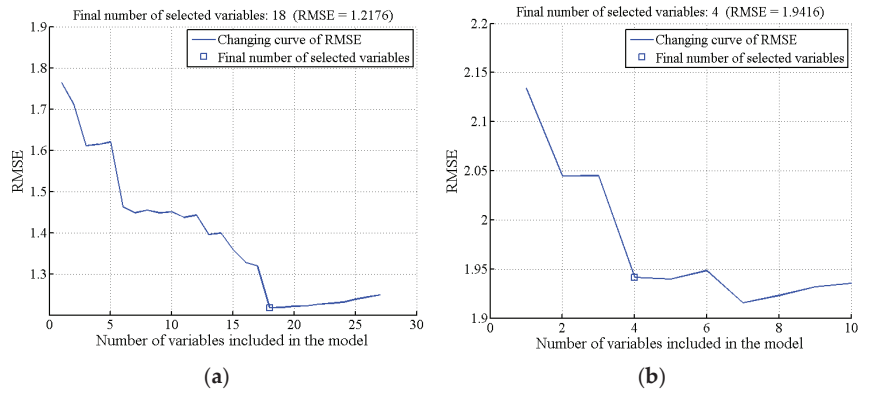 Final number of selected variables: 18 (RMSE = 1.2176)
1.9
1.8
1.7
1.6
1.5
1.4
1.3
RMSE
Changing curve of RMSE
Final number of selected variables
0 5 10 15 20 25 30
Number of variables included in the model
(a)
Final number of selected variables: 4 (RMSE = 1.9416)
2.2
2.15
2.1
2.05
2
1.95
1.9
RMSE
Changing curve of RMSE
Final number of selected variables
0 2 4 6 8 10
Number of variables included in the model
(b)